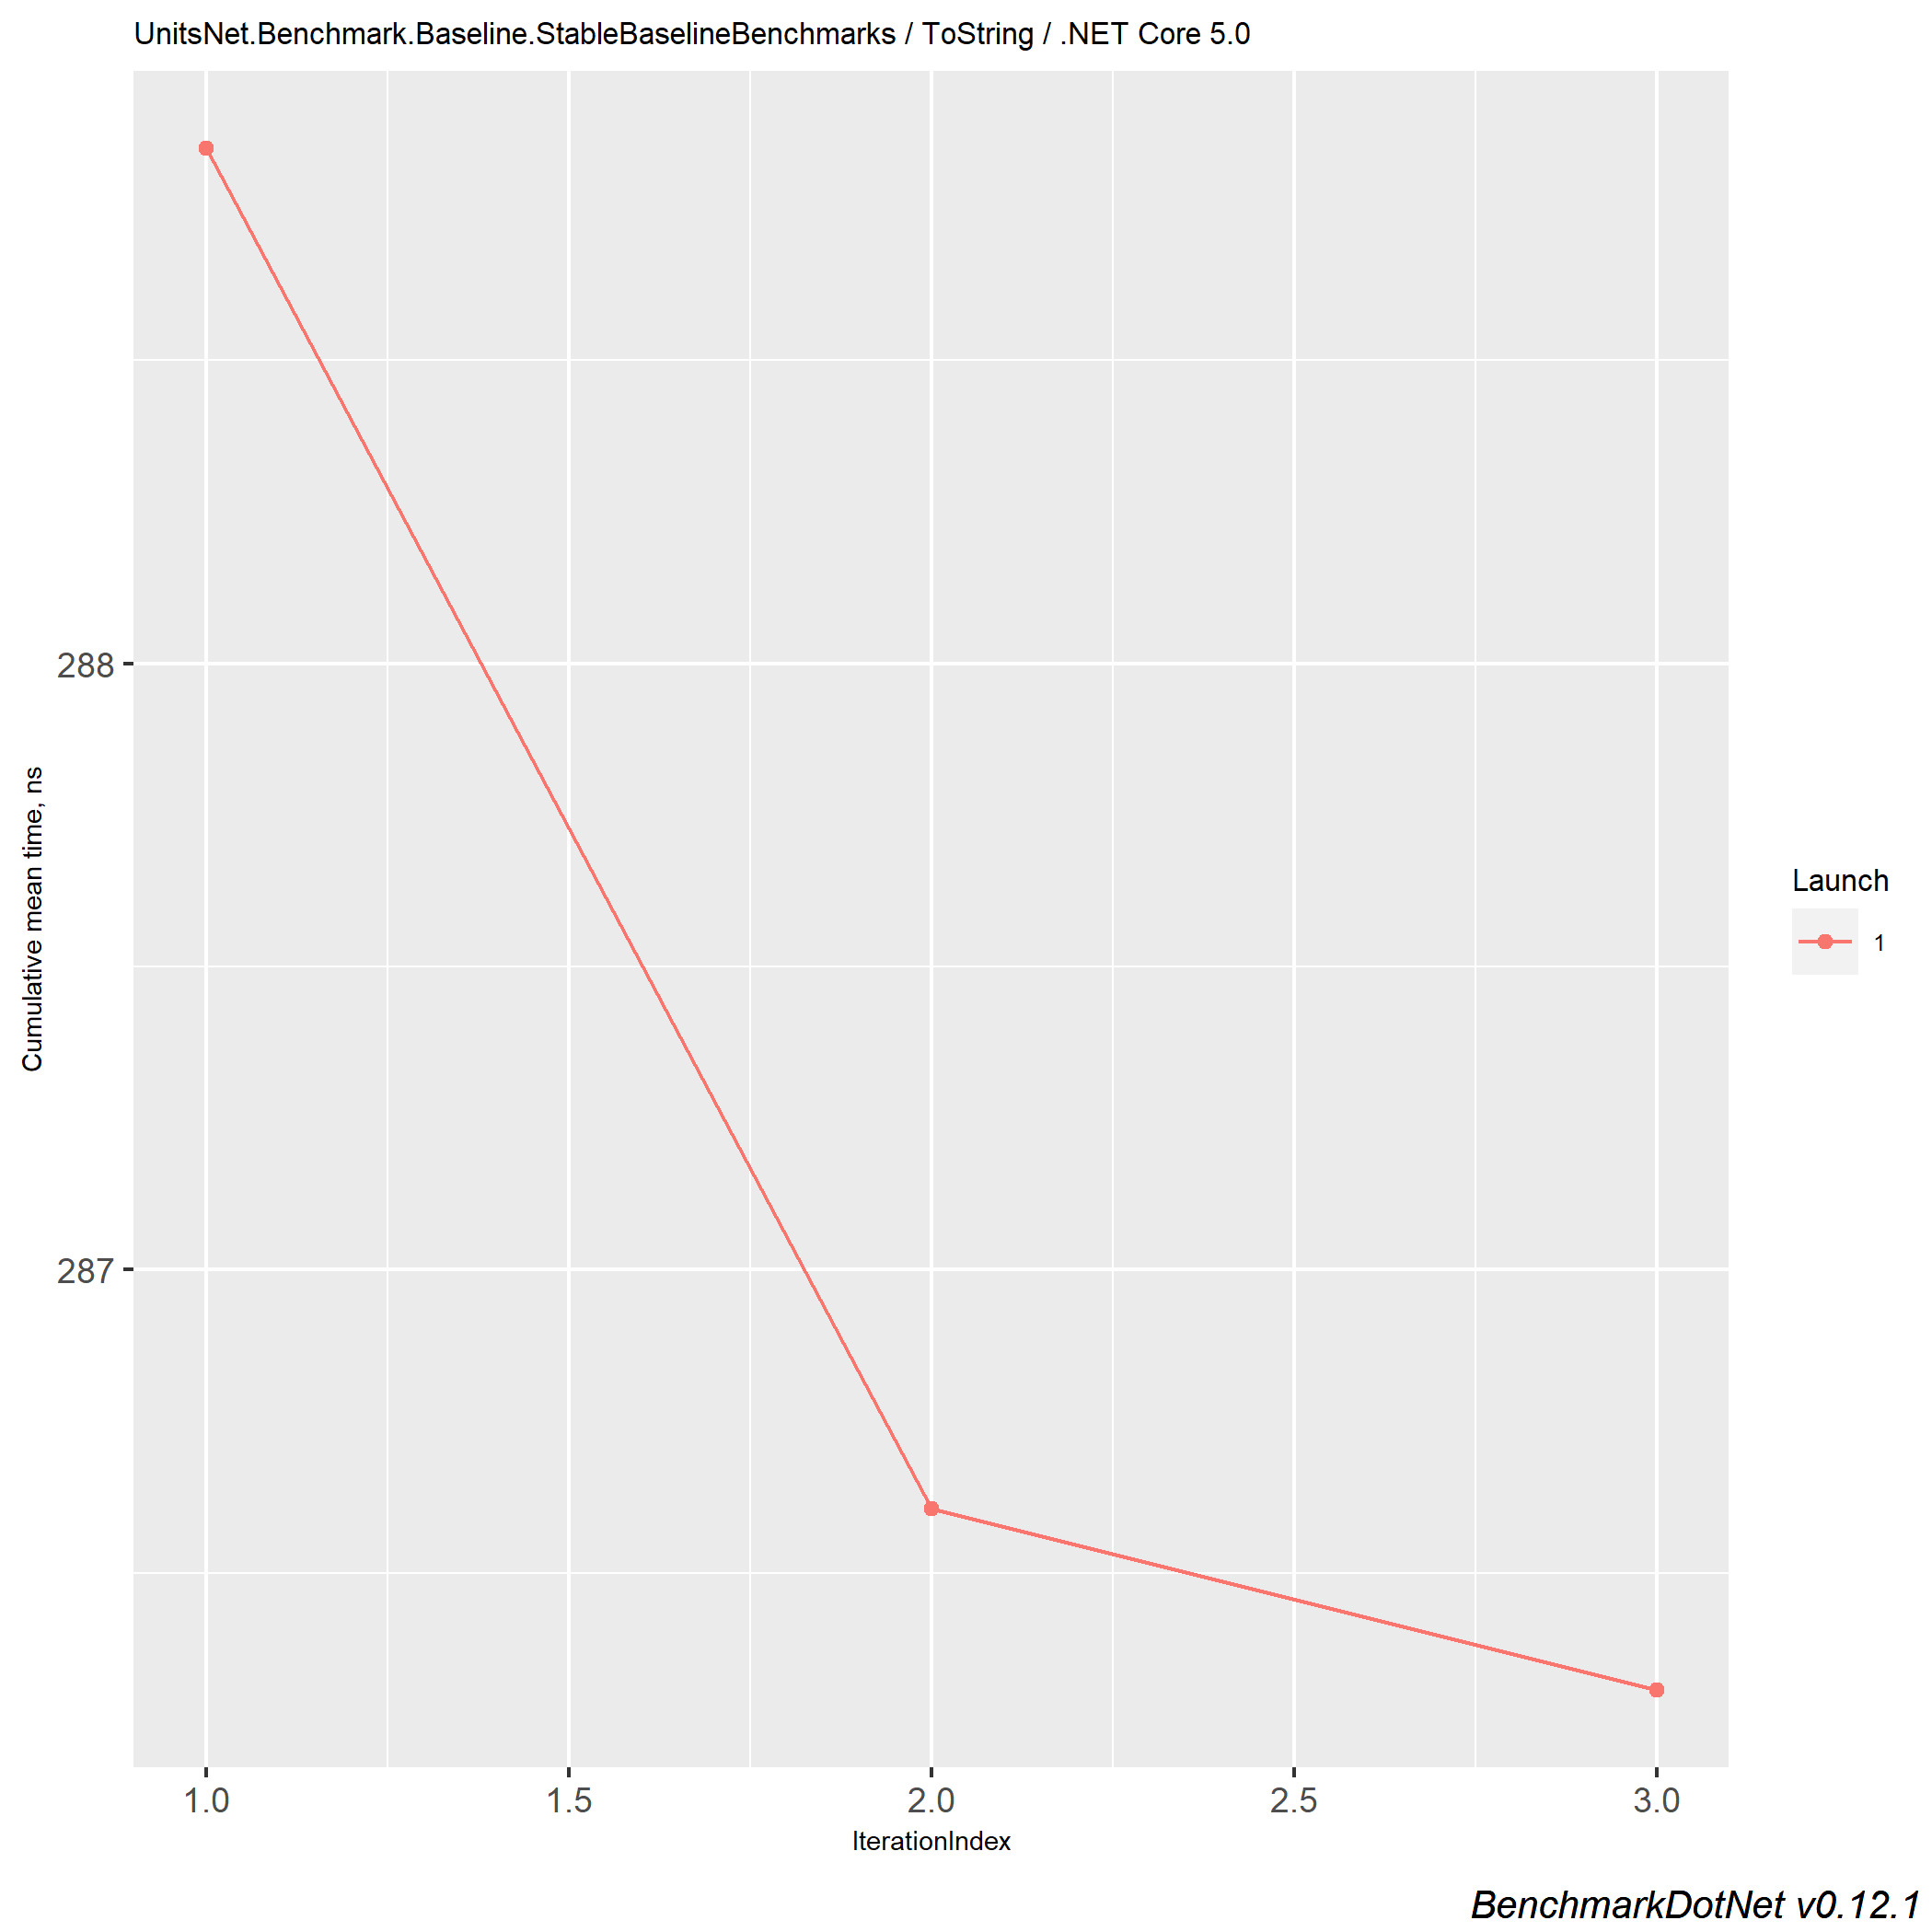 UnitsNet.Benchmark.Baseline.StableBaselineBenchmarks / ToString / .NET Core 5.0
288
287
Cumulative mean time, ns
1.0 1.5 2.0 2.5 3.0
IterationIndex
Launch
1
BenchmarkDotNet v0.12.1